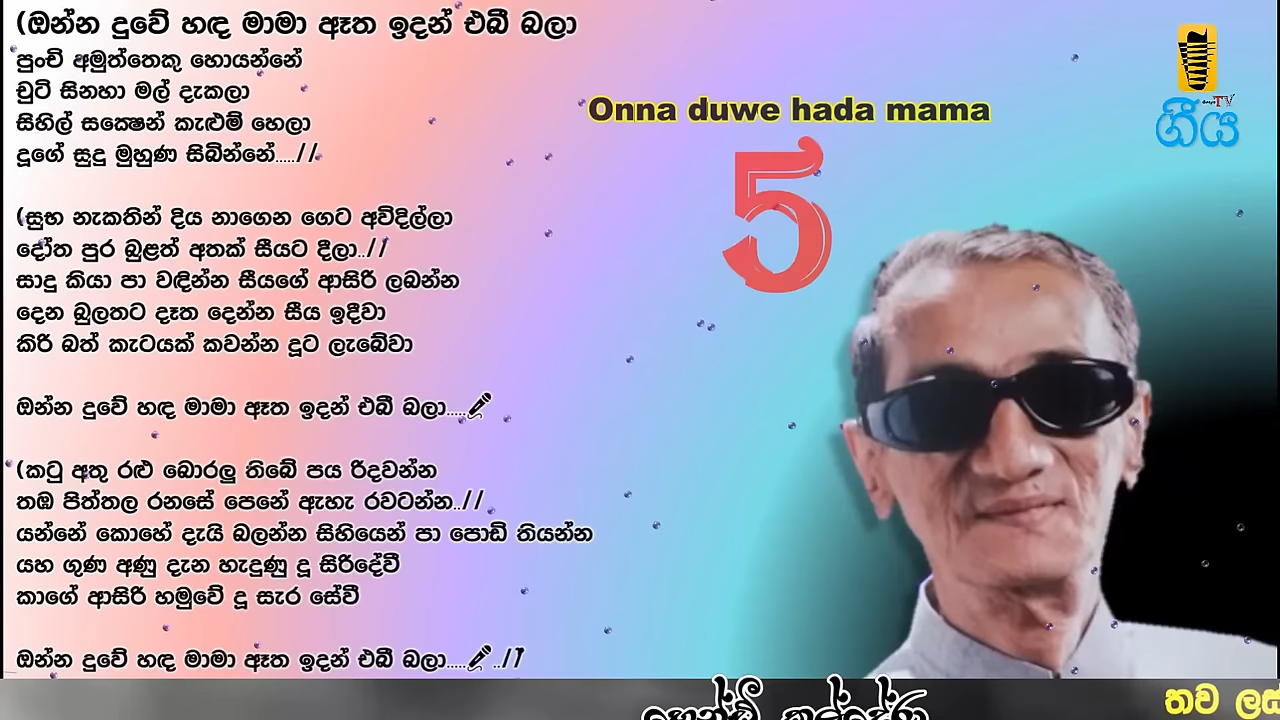 (ඔන්න දුවේ හඳ මාමා ඈත ඉදන් එබී බලා
පුංචි අමුත්තෙකු හොයන්නේ
චුටි සිනහා මල් දැකලා
සිහිල් සක්‍ෂෙන් කැළුම් හෙලා
දූගේ සුදු මුහුණ සිබින්නේ.....//
(සුභ නැකතින් දිය නාගෙන ගෙට අවිදිල්ලා
දේත පුර බුළත් අතක් සීයට දීලා..//
සාදු කියා පා වඳින්න සීයගේ ආසිරි ලබන්න
දෙන බුලතට දෑත දෙන්න සීය ඉදීවා
කිරි බත් කැටයක් කවන්න දූට ලැබේවා
ඔන්න දුවේ හඳ මාමා ඈත ඉදන් එබී බලා.....
(කටු අතු රළු බොරලු තිබේ පය රිදවන්න
තඹ පිත්තල රනසේ පෙනේ ඇහැ රවටන්න..//
යන්නේ කොහේ දැයි බලන්න සිහියෙන් පා පොඩි තියන්න
යහ ගුණ අණු දැන හැදුණු දූ සිරිදේවී
කාගේ ආසිරි හමුවේ දූ සැර සේවී
ඔන්න දුවේ හඳ මාමා ඈත ඉදන් එබී බලා.......//
Onna duwe hada mama
5
TV
ගීය
තව ලස